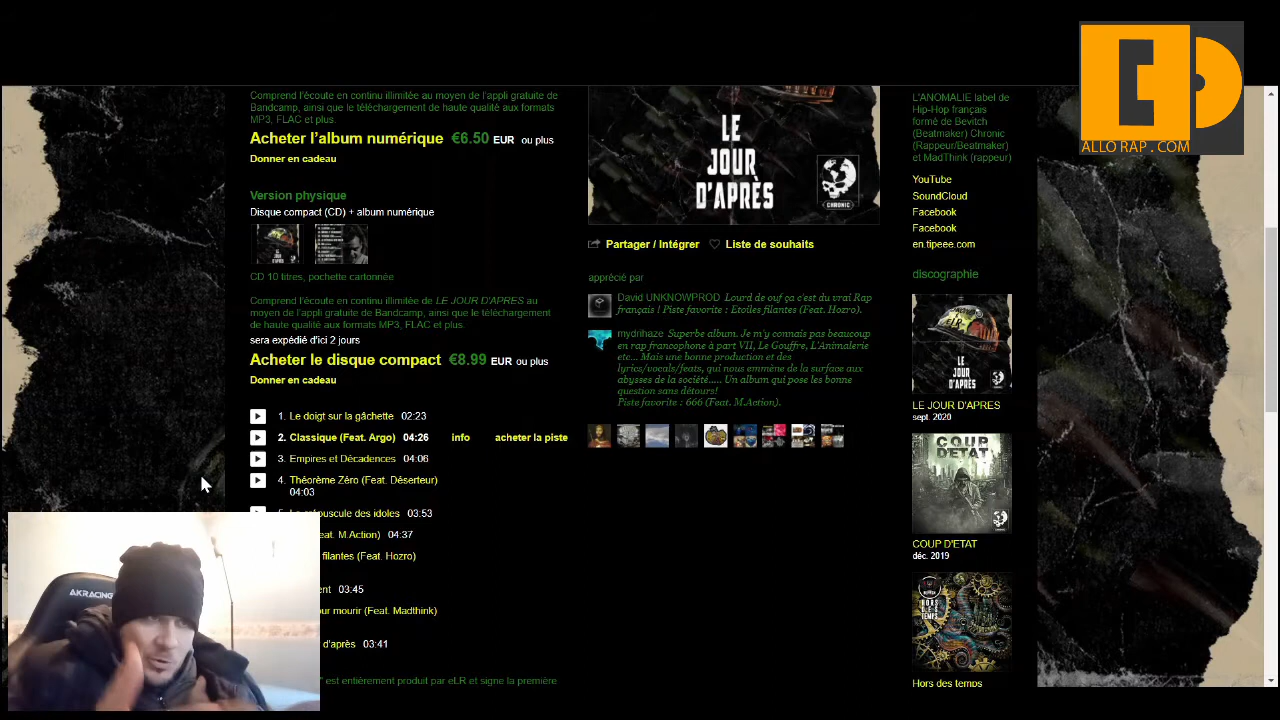 Comprend l'écoute en continu illimitée au moyen de l'appli gratuite de
Bandcamp, ainsi que le téléchargement de haute qualité aux formats
MP3, FLAC et plus.
Acheter l'album numérique €6.50 EUR ou plus
Donner en cadeau
Version physique
Disque compact (CD) + album numérique
CD 10 titres, pochette cartonnée
Comprend l'écoute en continu illimitée de LE JOUR D'APRES au
moyen de l'appli gratuite de Bandcamp, ainsi que le téléchargement
de haute qualité aux formats MP3, FLAC et plus.
sera expédié d'ici 2 jours
Acheter le disque compact €8.99 EUR ou plus
Donner en cadeau
1. Le doigt sur la gâchette 02:23
2. Classique (Feat. Argo) 04:26 info acheter la piste
3. Empires et Décadences 04:06
4. Théorème Zéro (Feat. Déserteur)
04:03
des idoles 03:53
M.Action) 04:37
filantes (Feat. Hozro)
03:45
mourir (Feat. Madthink)
d'après 03:41
est entièrement produit par eLR et signe la première
AKRACING
LE
JOUR
D'APRÈS
CHRONIC
Partager / Intégrer Liste de souhaits
apprécié par
David UNKNOWPROD Lourd de ouf ça c'est du vrai Rap
français ! Piste favorite : Etoiles filantes (Feat. Hozro).
mydrihaze Superbe album. Je m'y connais pas beaucoup
en rap francophone à part VII, Le Gouffre, L'Animalerie
etc... Mais une bonne production et des
lyrics/vocals/feats, qui nous emmène de la surface aux
abysses de la société..... Un album qui pose les bonne
question sans détours!
Piste favorite : 666 (Feat. M.Action).
ALLO RAP . COM
L'ANOMALIE label de
Hip-Hop français
formé de Bevitch
(Beatmaker) Chronic
(Rappeur/Beatmaker)
et MadThink (rappeur)
YouTube
SoundCloud
Facebook
Facebook
en.tipeee.com
discographie
eLR
LE
JOUR
D'APRÈS
LE JOUR D'APRES
sept. 2020
COUP
D'ETAT
COUP D'ETAT
déc. 2019
HORS
DES
TEMPS
Hors des temps